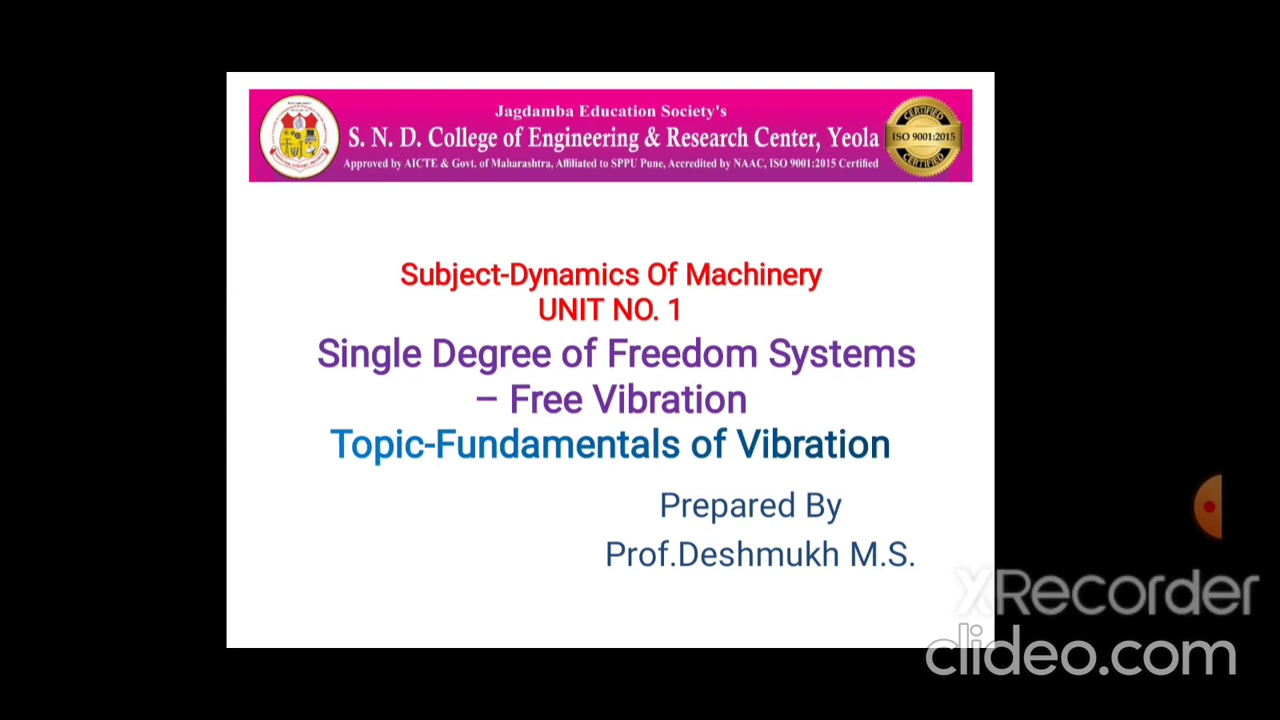 Jagdamba Education Society's
S. N. D. College of Engineering & Research Center, Yeola
Approved by AICTE & Govt. of Maharashtra, Affiliated to SPPU Pune, Accredited by NAAC, ISO 9001:2015 Certified
CERTIFIED
ISO 9001:2015
CERTIFIED
Subject-Dynamics Of Machinery
UNIT NO. 1
Single Degree of Freedom Systems
– Free Vibration
Topic-Fundamentals of Vibration
Prepared By
Prof.Deshmukh M.S.
XRecorder
clideo.com